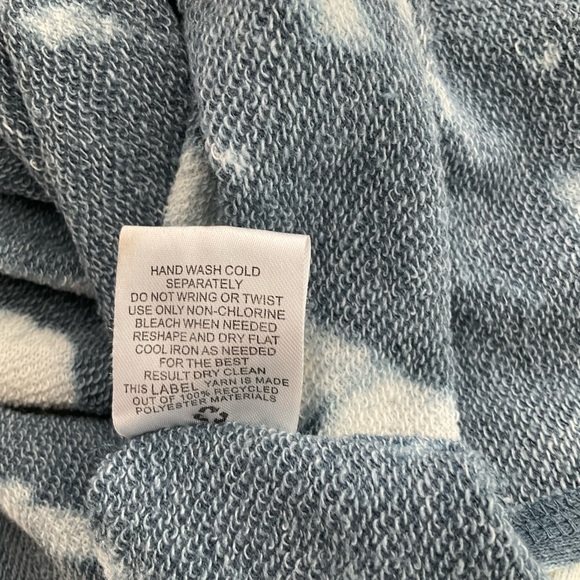 HAND WASH COLD
SEPARATELY
DO NOT WRING OR TWIST
USE ONLY NON-CHLORINE
BLEACH WHEN NEEDED
RESHAPE AND DRY FLAT
COOL IRON AS NEEDED
FOR THE BEST
RESULT DRY CLEAN
THIS LABEL YARN IS MADE
OUT OF 100% RECYCLED
POLYESTER MATERIALS